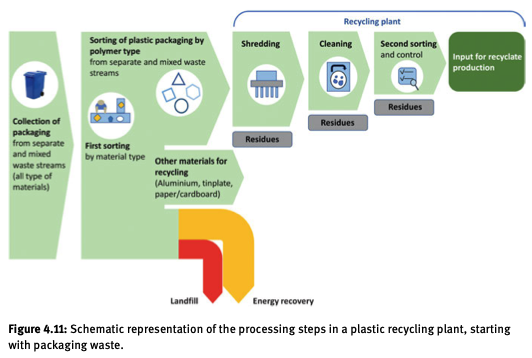 Recycling plant
Sorting of plastic packaging by
polymer type
from separate and mixed waste
streams
Shredding
Cleaning
Second sorting
and control
Input for recyclate
production
Collection of
packaging
from separate
and mixed
waste streams
(all type of
materials)
First sorting
by material type
Residues
Residues
Residues
Other materials for
recycling
(Aluminium, tinplate,
paper/cardboard)
Landfill
Energy recovery
Figure 4.11: Schematic representation of the processing steps in a plastic recycling plant, starting
with packaging waste.